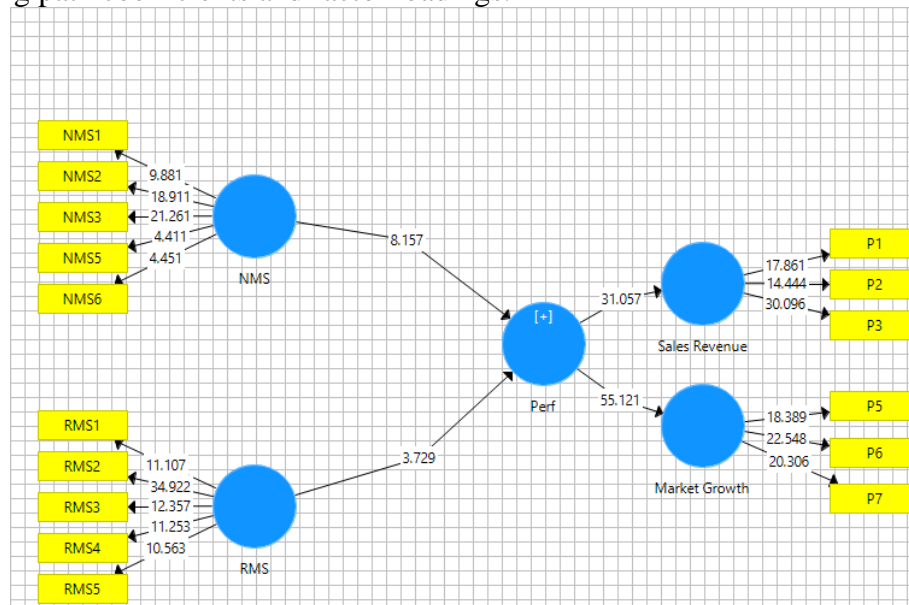 NMS1
NMS2
NMS3
NMS5
NMS6
9.881
18.911
21.261
4.411
4.451
NMS
8.157
RMS1
RMS2
RMS3
RMS4
RMS5
11.107
34.922
12.357
11.253
10.563
RMS
3.729
[+]
Perf
31.057
55.121
Sales Revenue
17.861
14.444
30.096
P1
P2
P3
Market Growth
18.389
22.548
20.306
P5
P6
P7